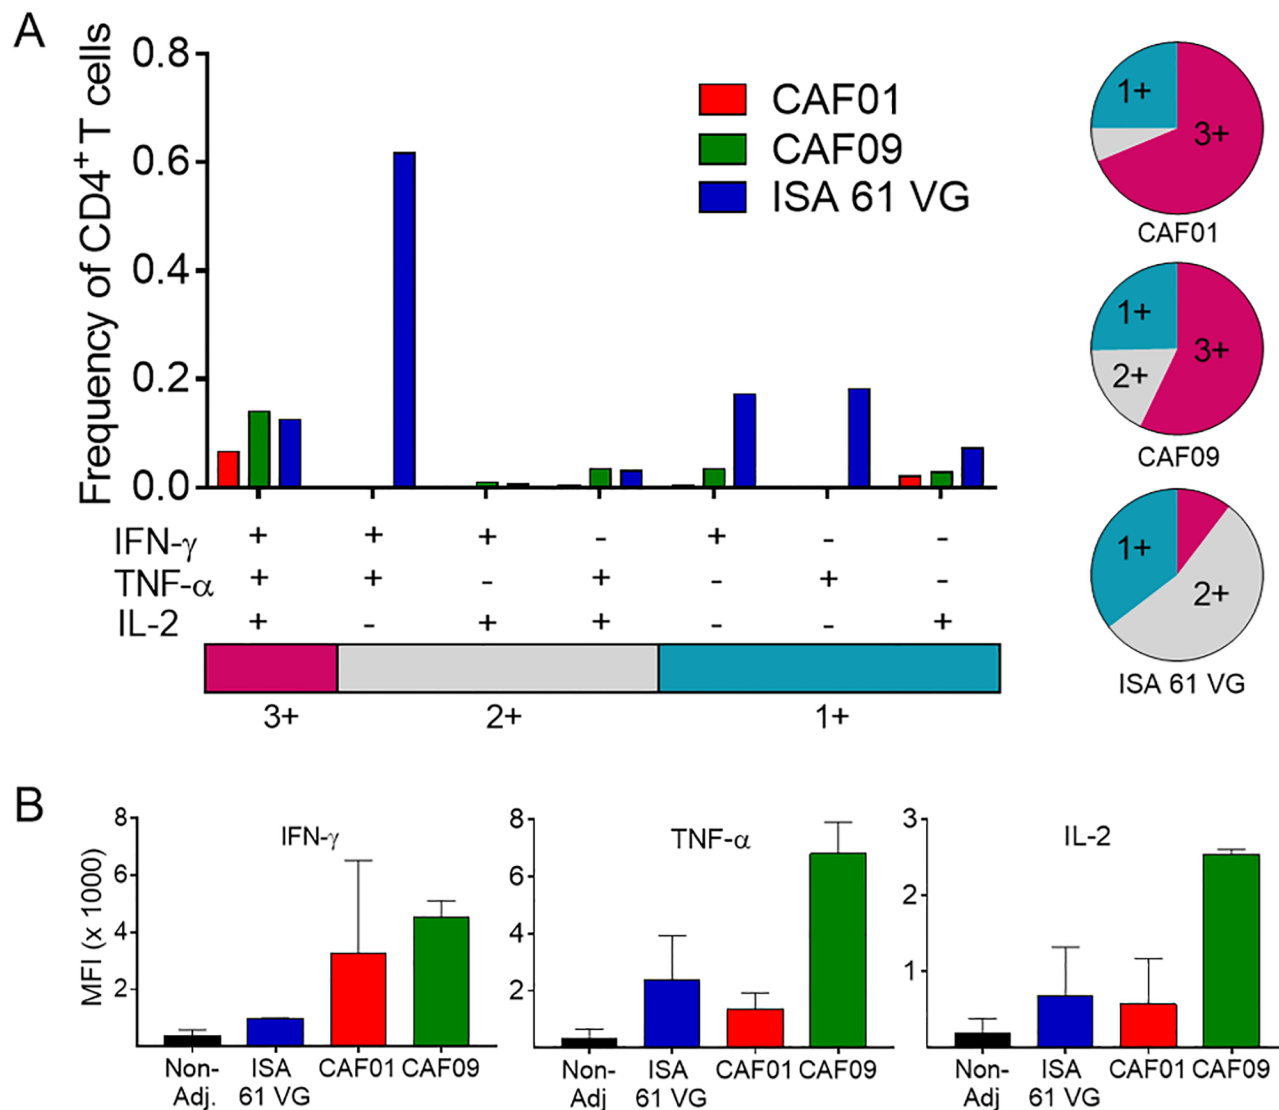 A
Frequency of CD4+ T cells
0.8
0.6
0.4
0.2
0.0
CAF01
CAF09
ISA 61 VG
IFN-γ + + + - + - -
TNF-α + + - + - + -
IL-2 + - + + - - +
3+ 2+ 1+
1+
3+
CAF01
1+
3+
2+
CAF09
1+
2+
ISA 61 VG
B
MFI (x 1000)
8
6
4
2
IFN-γ
Non-Adj.
ISA 61 VG
CAF01
CAF09
8
6
4
2
TNF-α
Non-Adj
ISA 61 VG
CAF01
CAF09
3
2
1
IL-2
Non-Adj
ISA 61 VG
CAF01
CAF09